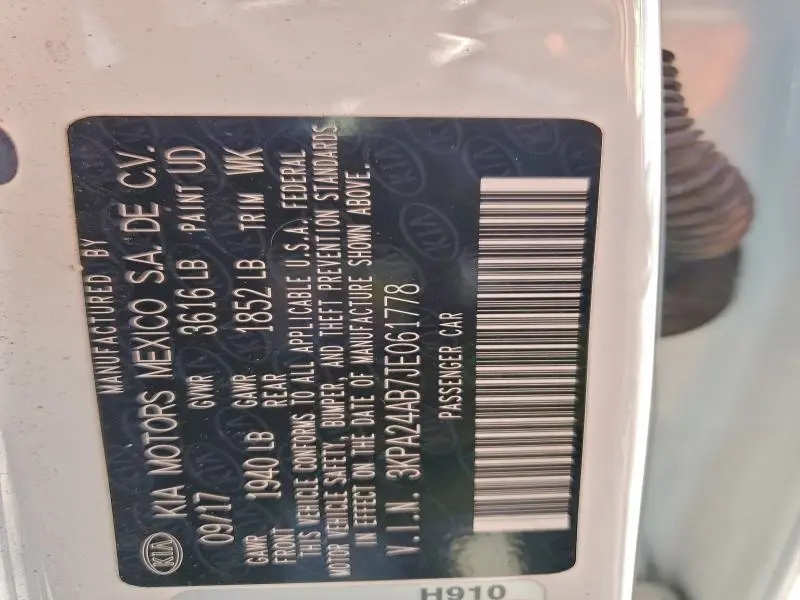 MANUFACTURED BY
KIA KIA MOTORS MEXICO S.A. DE C.V.
09/17 GVWR 3616 LB PAINT UD
GAWR FRONT 1940 LB GAWR REAR 1852 LB TRIM WK
THIS VEHICLE CONFORMS TO ALL APPLICABLE U.S.A. FEDERAL
MOTOR VEHICLE SAFETY, BUMPER, AND THEFT PREVENTION STANDARDS
IN EFFECT ON THE DATE OF MANUFACTURE SHOWN ABOVE.
V.I.N. 3KPA24AB7JE061778
PASSENGER CAR
H910